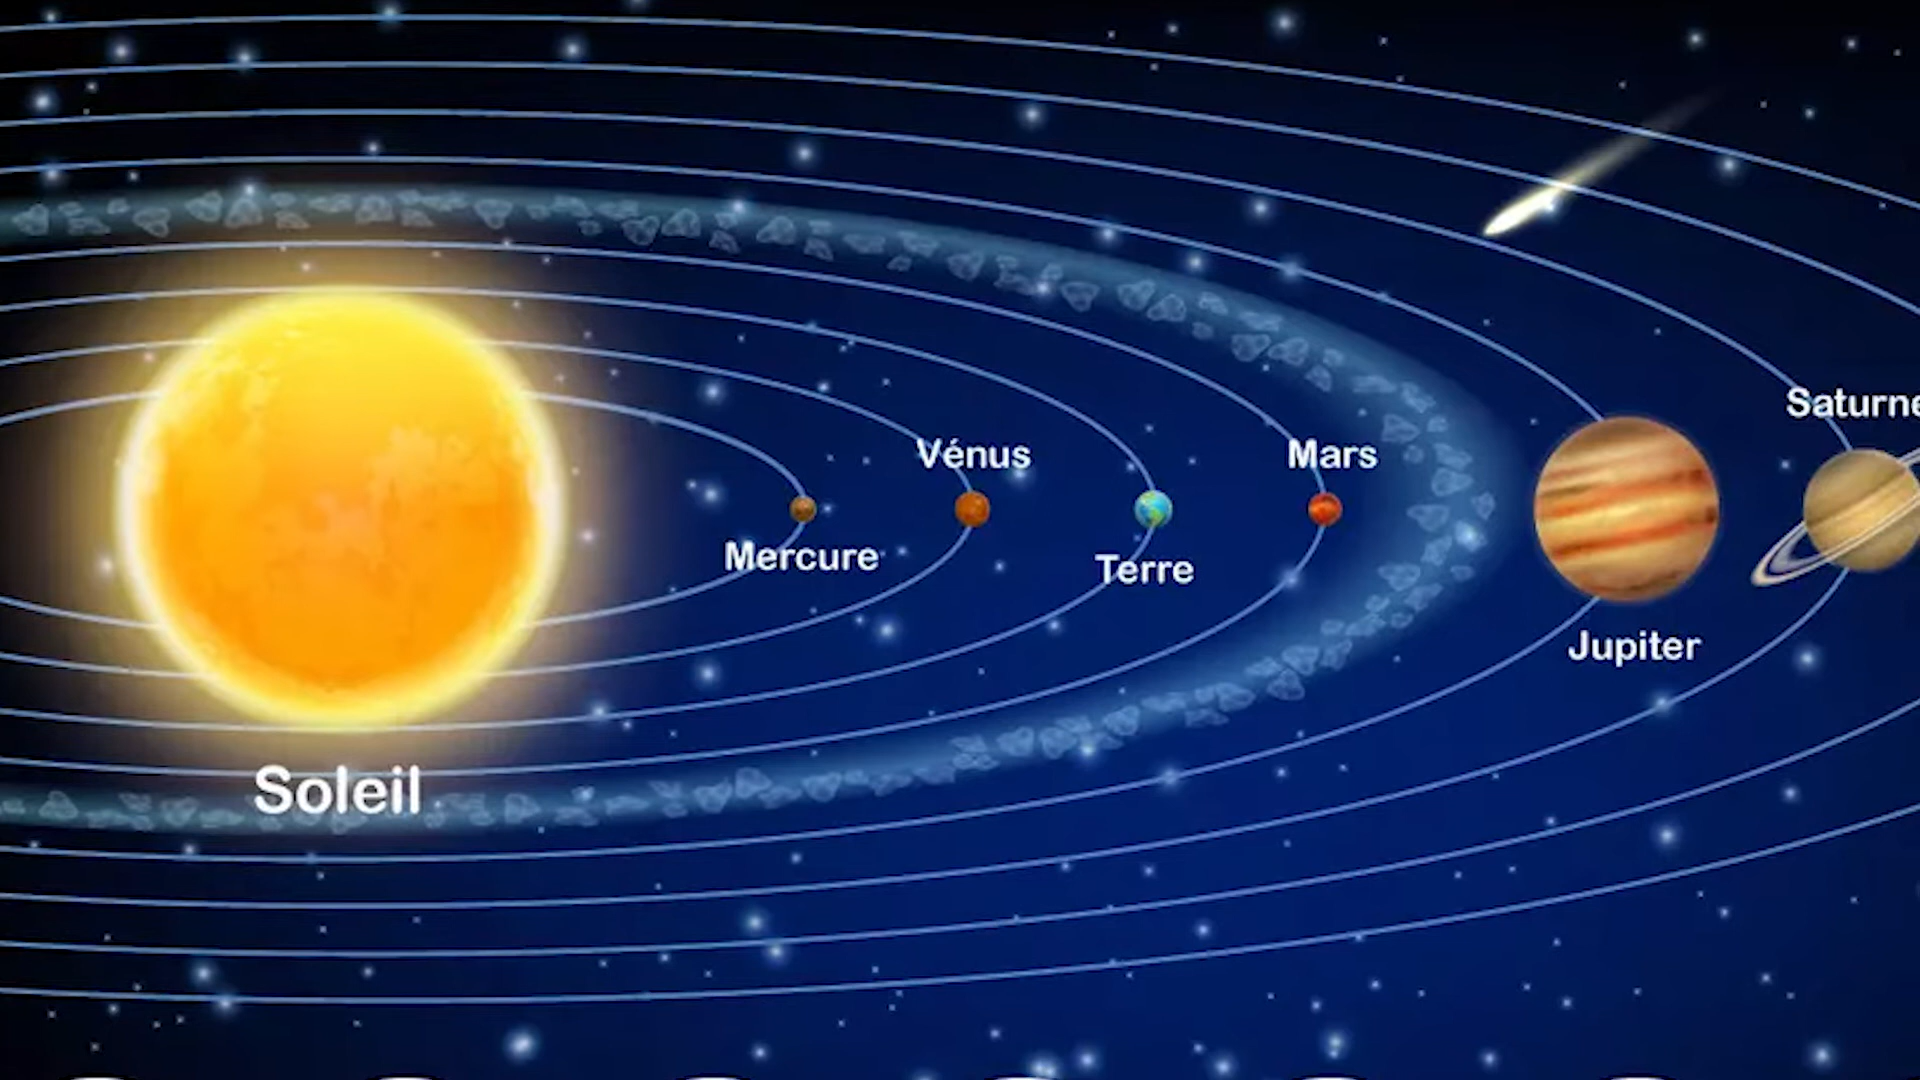 Saturne
Vénus
Mars
Mercure
Terre
Jupiter
Soleil